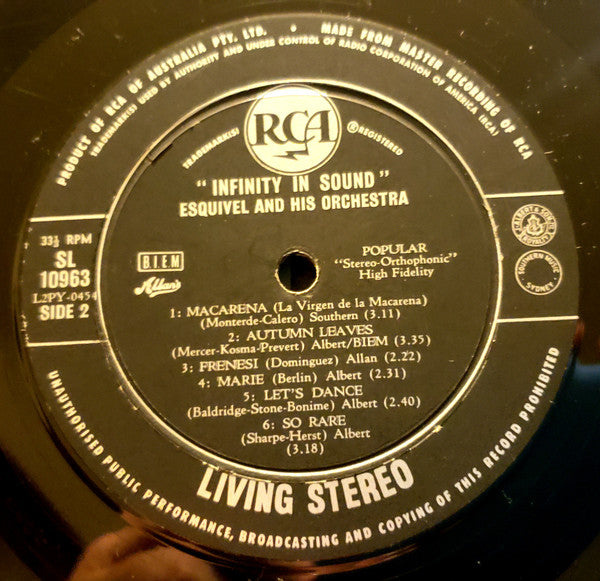 PRODUCT OF RCA OF AUSTRALIA PTY. LTD. • MADE FROM MASTER RECORDING OF RCA
TRADEMARK(S) USED BY AUTHORITY AND UNDER CONTROL OF RADIO CORPORATION OF AMERICA (RCA)
RCA
TRADEMARK(S) ® REGISTERED
" INFINITY IN SOUND "
ESQUIVEL AND HIS ORCHESTRA
33⅓ RPM
SL
10963
L2PY-0454
SIDE 2
BIEM
Allan's
POPULAR
"Stereo-Orthophonic"
High Fidelity
ALBERT & SON
ROYALTY
SOUTHERN MUSIC
SYDNEY
1: MACARENA (La Virgen de la Macarena)
(Monterde-Calero) Southern (3.11)
2: AUTUMN LEAVES
(Mercer-Kosma-Prevert) Albert/BIEM (3.35)
3: FRENESI (Dominguez) Allan (2.22)
4: MARIE (Berlin) Albert (2.31)
5: LET'S DANCE
(Baldridge-Stone-Bonime) Albert (2.40)
6: SO RARE
(Sharpe-Herst) Albert
(3.18)
LIVING STEREO
UNAUTHORISED PUBLIC PERFORMANCE, BROADCASTING AND COPYING OF THIS RECORD PROHIBITED